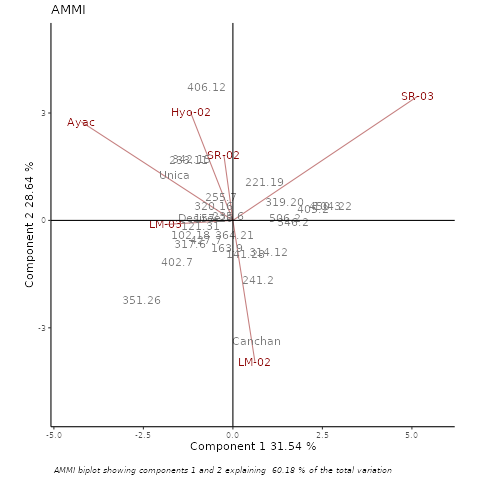 AMMI
406.12
SR-03
Hyo-02
Ayac
SR-02
Unica
221.19
255.7
319.20
320.16
506.2
346.2
LM-03
121.31
102.18
364.21
317.6
427.7
163.9
314.12
141.28
402.7
241.2
351.26
Canchan
LM-02
3
0
-3
-5.0
-2.5
0.0
2.5
5.0
Component 2 28.64 %
Component 1 31.54 %
AMMI biplot showing components 1 and 2 explaining 60.18 % of the total variation